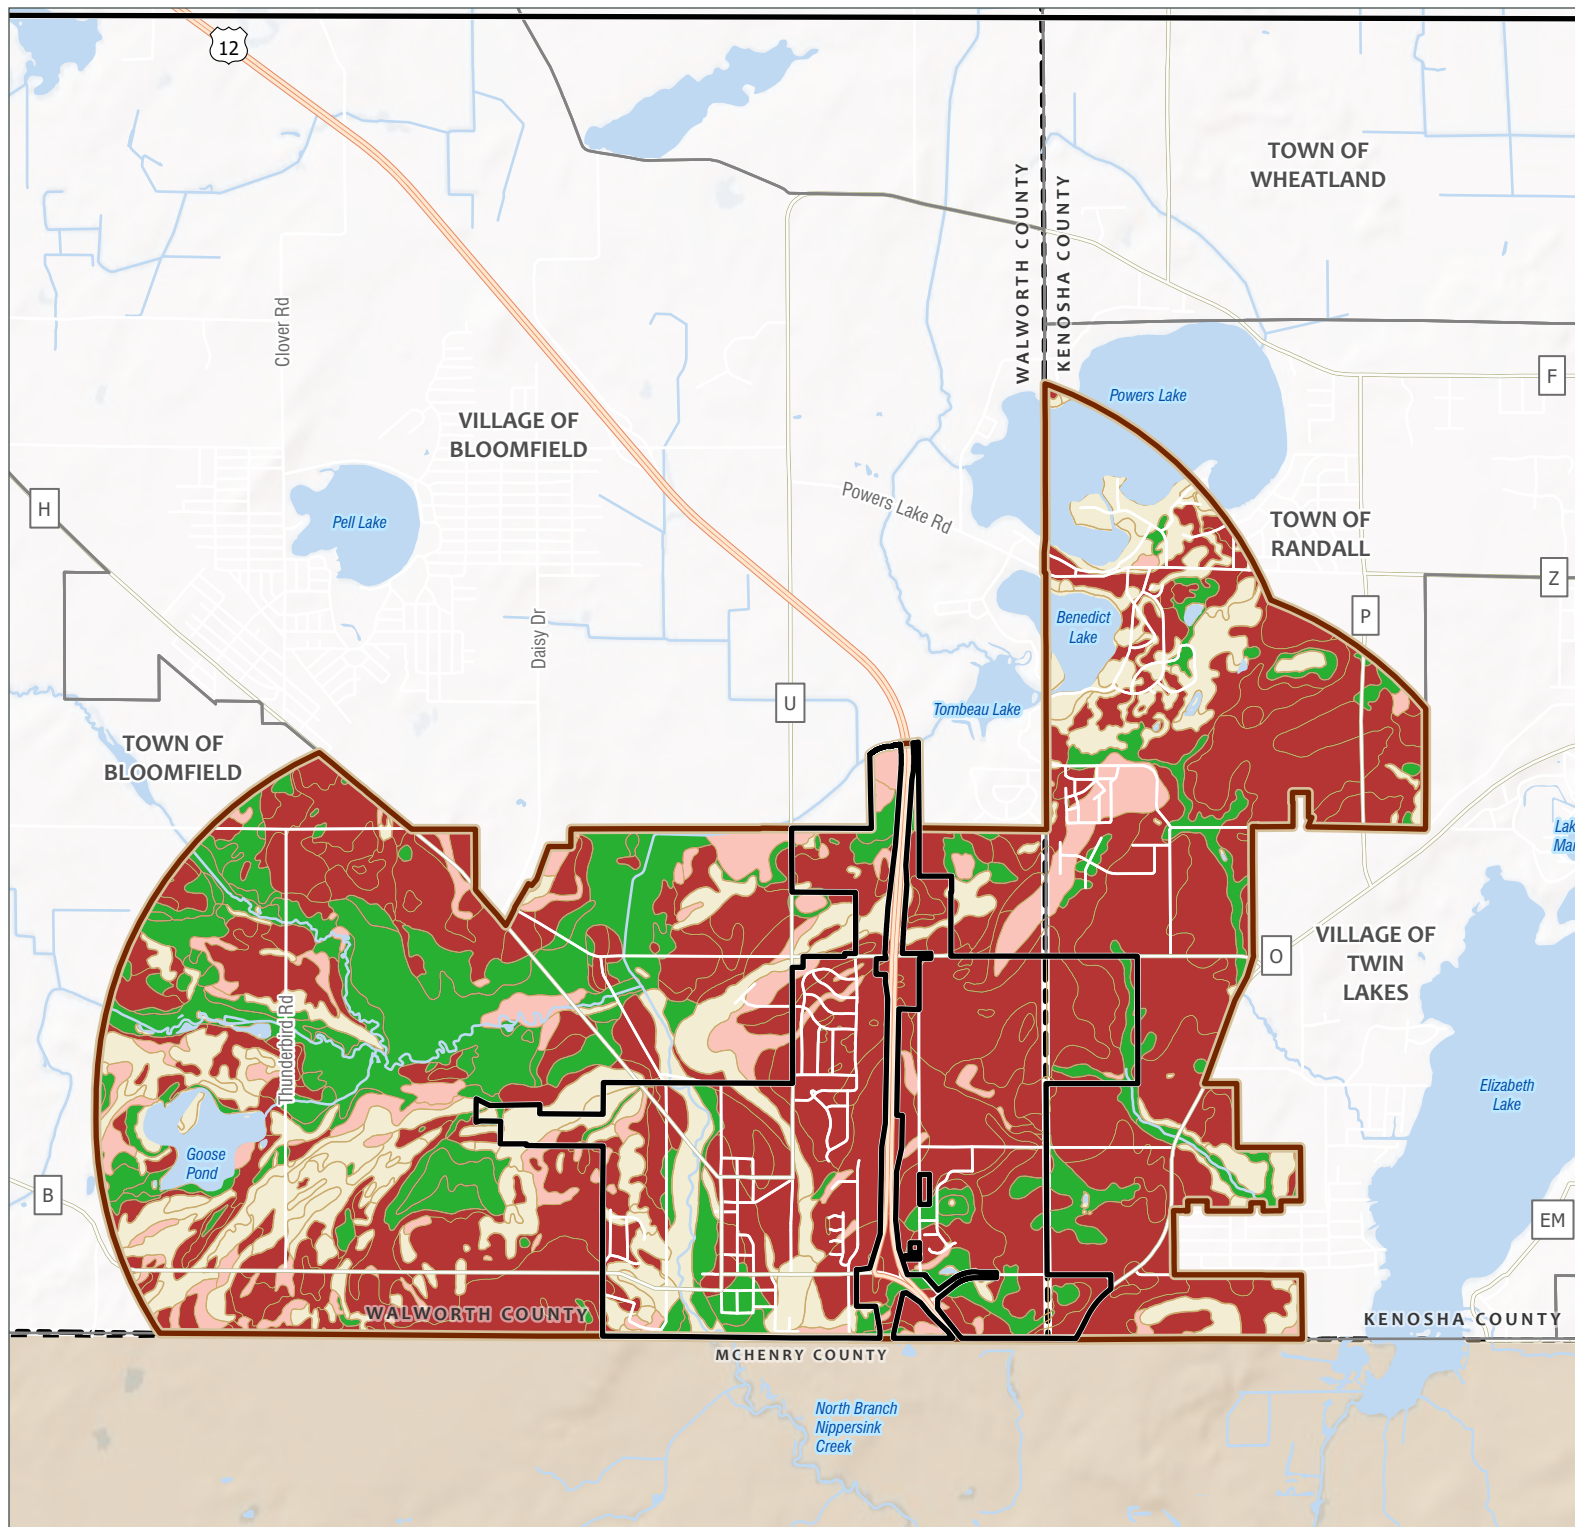 12
TOWN OF
WHEATLAND
WALWORTH COUNTY
KENOSHA COUNTY
Clover Rd
F
Powers Lake
VILLAGE OF
BLOOMFIELD
H
Pell Lake
Powers Lake Rd
TOWN OF
RANDALL
Z
P
Benedict
Lake
Daisy Dr
U
Tombeau Lake
TOWN OF
BLOOMFIELD
VILLAGE OF
TWIN
LAKES
O
Thunderbird Rd
Elizabeth
Lake
Goose
Pond
B
EM
WALWORTH COUNTY
KENOSHA COUNTY
MCHENRY COUNTY
North Branch
Nippersink
Creek